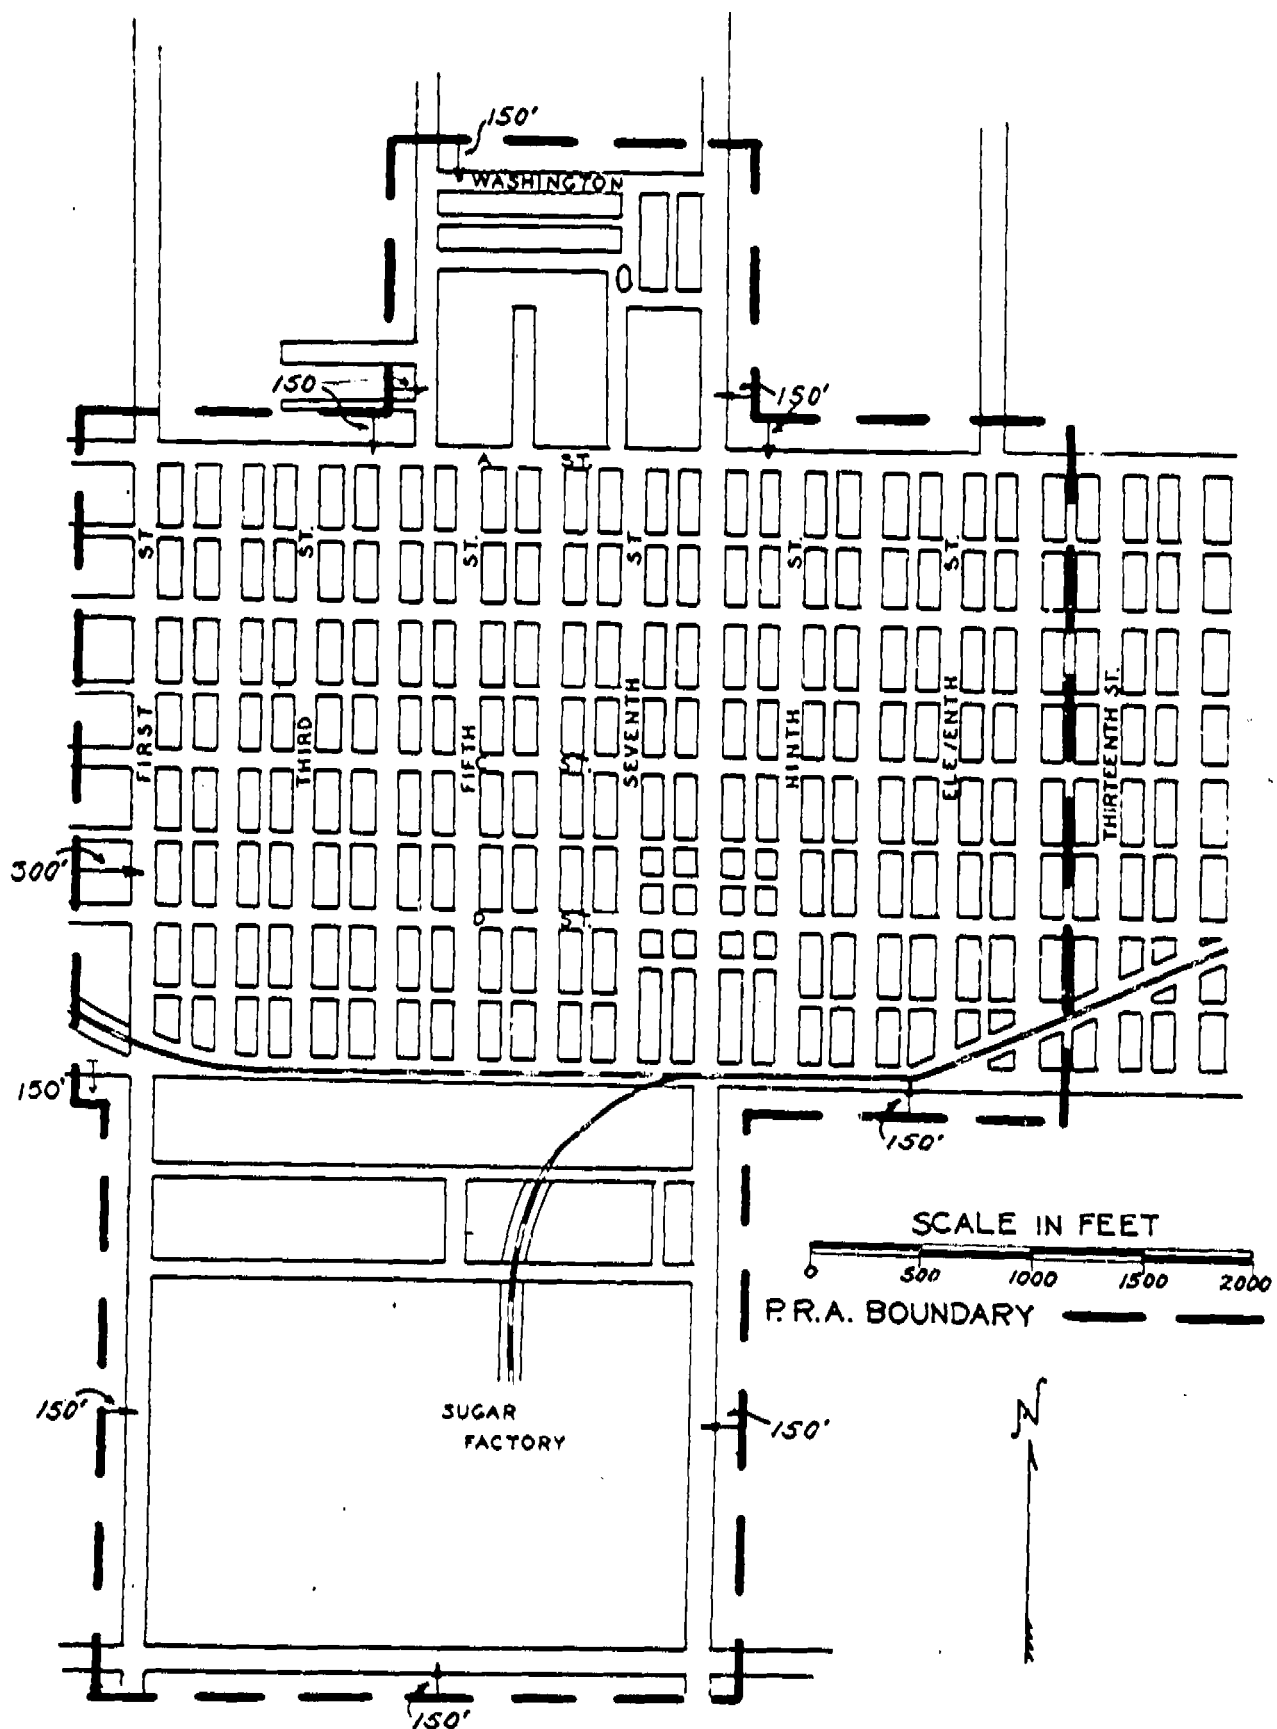 150'
WASHINGTON
150
150'
A ST.
ST
ST.
ST.
ST
ST.
ST.
FIRST
THIRD
FIFTH
SEVENTH
NINTH
ELEVENTH
THIRTEENTH ST.
C ST.
300'
D ST.
150'
150'
SCALE IN FEET
0 500 1000 1500 2000
P.R.A. BOUNDARY
150'
150'
SUGAR
FACTORY
N
150'